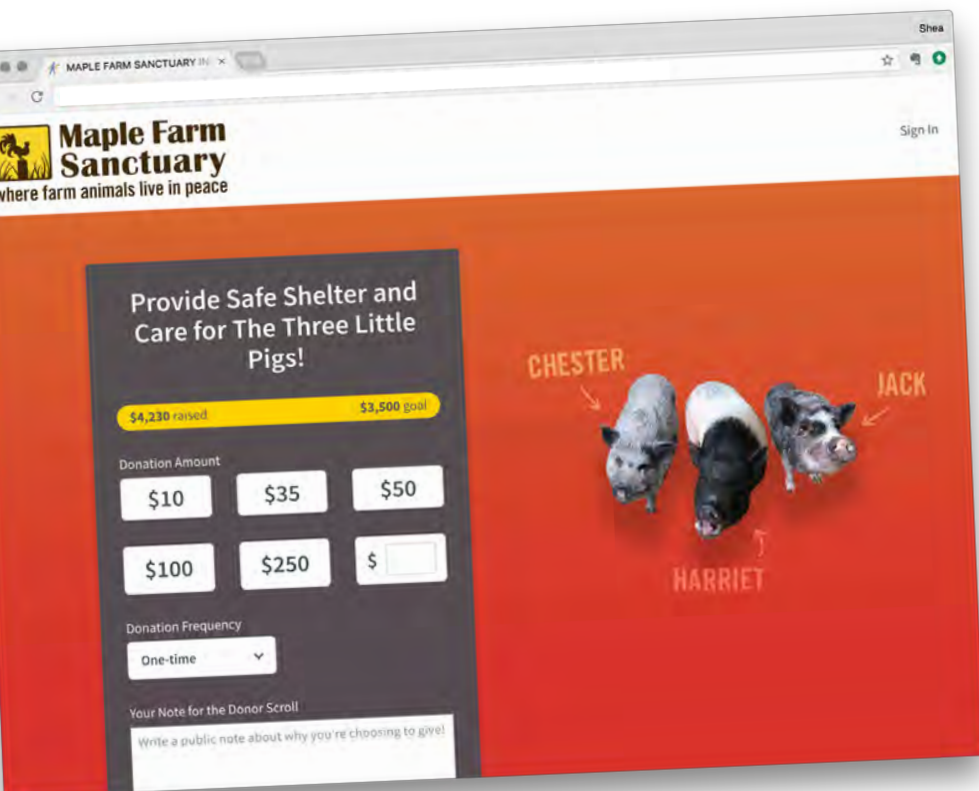 Shea
MAPLE FARM SANCTUARY IN
Maple Farm
Sanctuary
where farm animals live in peace
Sign In
Provide Safe Shelter and
Care for The Three Little
Pigs!
$4,230 raised
$3,500 goal
Donation Amount
$10
$35
$50
$100
$250
$
Donation Frequency
One-time
Your Note for the Donor Scroll
Write a public note about why you're choosing to give!
CHESTER
JACK
HARRIET